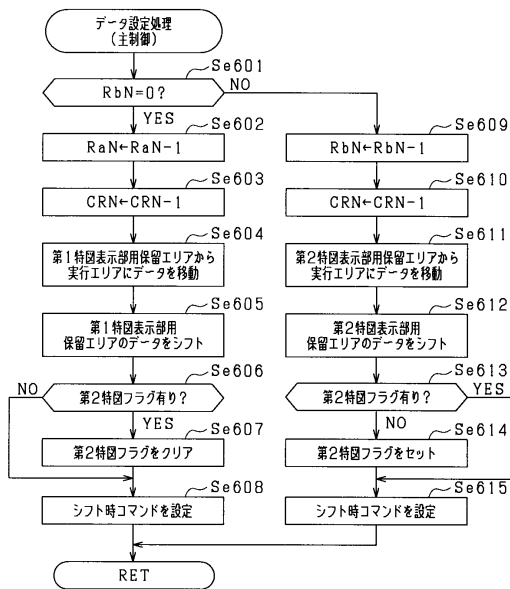 データ設定処理
(主制御)
Se601
RbN=0?
NO
YES
Se602
RaN←RaN-1
Se603
CRN←CRN-1
Se604
第1特図表示部用保留エリアから
実行エリアにデータを移動
Se605
第1特図表示部用
保留エリアのデータをシフト
Se606
NO
第2特図フラグ有り?
YES
Se607
第2特図フラグをクリア
Se608
シフト時コマンドを設定
RET
Se609
RbN←RbN-1
Se610
CRN←CRN-1
Se611
第2特図表示部用保留エリアから
実行エリアにデータを移動
Se612
第2特図表示部用
保留エリアのデータをシフト
Se613
第2特図フラグ有り?
YES
NO
Se614
第2特図フラグをセット
Se615
シフト時コマンドを設定